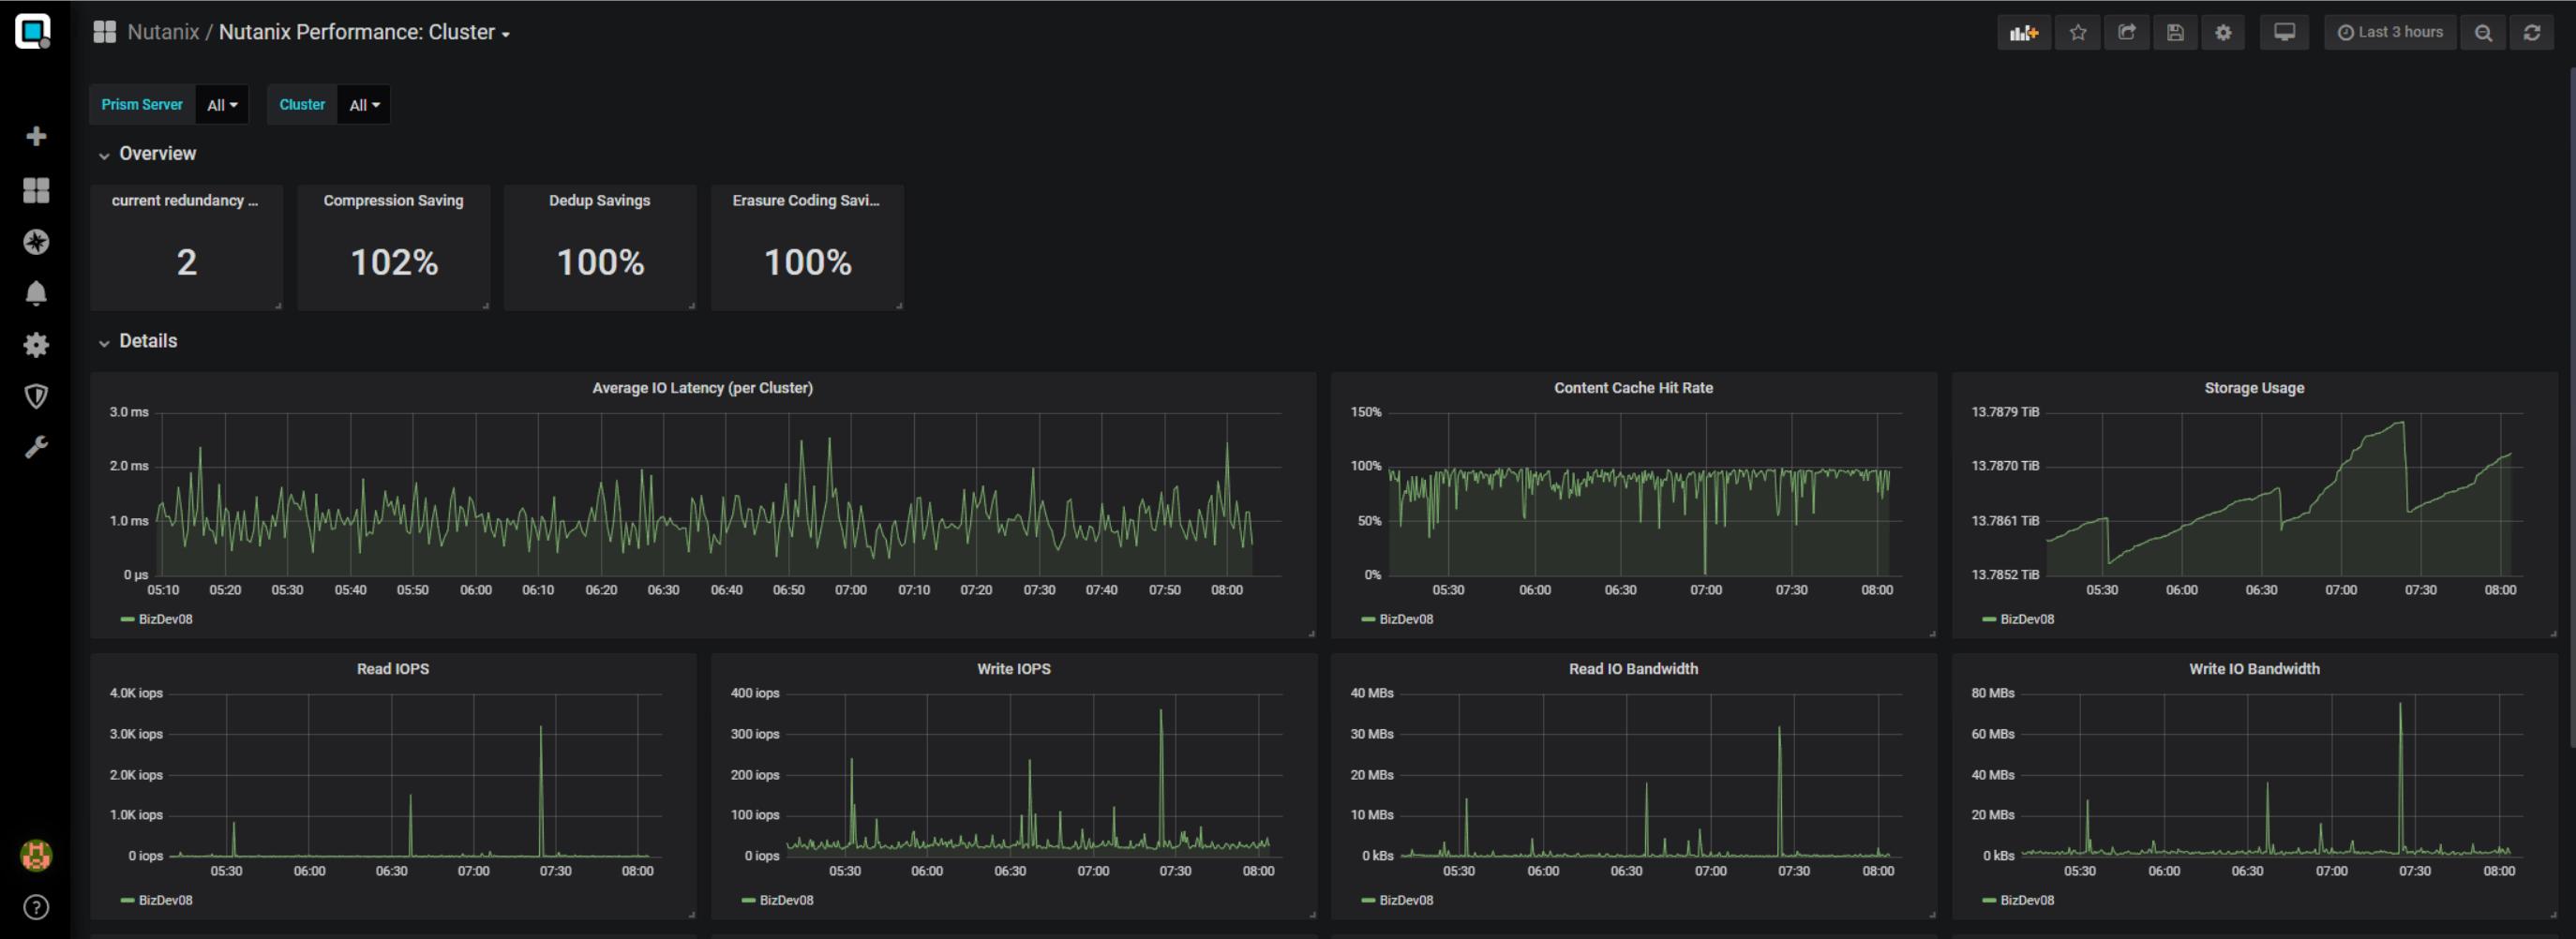 Nutanix / Nutanix Performance: Cluster
Last 3 hours
Prism Server All Cluster All
Overview
current redundancy ...
2
Compression Saving
102%
Dedup Savings
100%
Erasure Coding Savi...
100%
Details
Average IO Latency (per Cluster)
3.0 ms
2.0 ms
1.0 ms
0 µs
05:10 05:20 05:30 05:40 05:50 06:00 06:10 06:20 06:30 06:40 06:50 07:00 07:10 07:20 07:30 07:40 07:50 08:00
BizDev08
Content Cache Hit Rate
150%
100%
50%
0%
05:30 06:00 06:30 07:00 07:30 08:00
BizDev08
Storage Usage
13.7879 TiB
13.7870 TiB
13.7861 TiB
13.7852 TiB
05:30 06:00 06:30 07:00 07:30 08:00
BizDev08
Read IOPS
4.0K iops
3.0K iops
2.0K iops
1.0K iops
0 iops
05:30 06:00 06:30 07:00 07:30 08:00
BizDev08
Write IOPS
400 iops
300 iops
200 iops
100 iops
0 iops
05:30 06:00 06:30 07:00 07:30 08:00
BizDev08
Read IO Bandwidth
40 MBs
30 MBs
20 MBs
10 MBs
0 kBs
05:30 06:00 06:30 07:00 07:30 08:00
BizDev08
Write IO Bandwidth
80 MBs
60 MBs
40 MBs
20 MBs
0 kBs
05:30 06:00 06:30 07:00 07:30 08:00
BizDev08